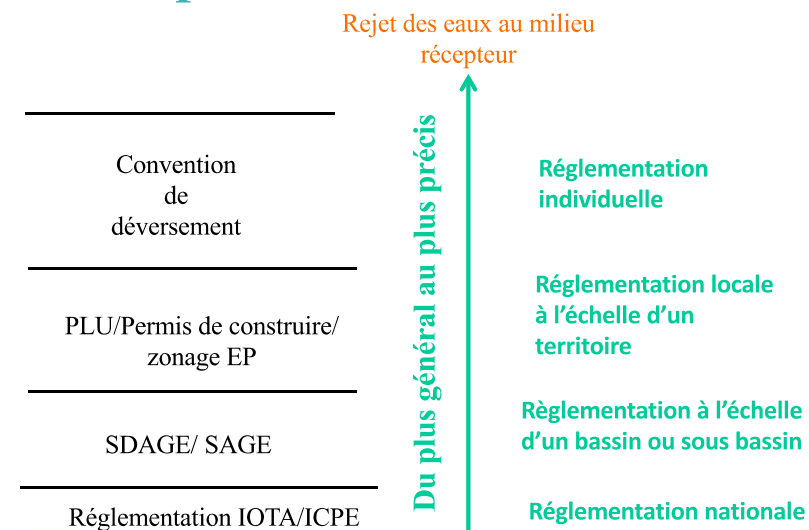 Rejet des eaux au milieu
récepteur
Du plus général au plus précis
Convention
de
déversement
Réglementation
individuelle
PLU/Permis de construire/
zonage EP
Réglementation locale
à l'échelle d'un
territoire
SDAGE/ SAGE
Règlementation à l'échelle
d'un bassin ou sous bassin
Réglementation IOTA/ICPE
Réglementation nationale